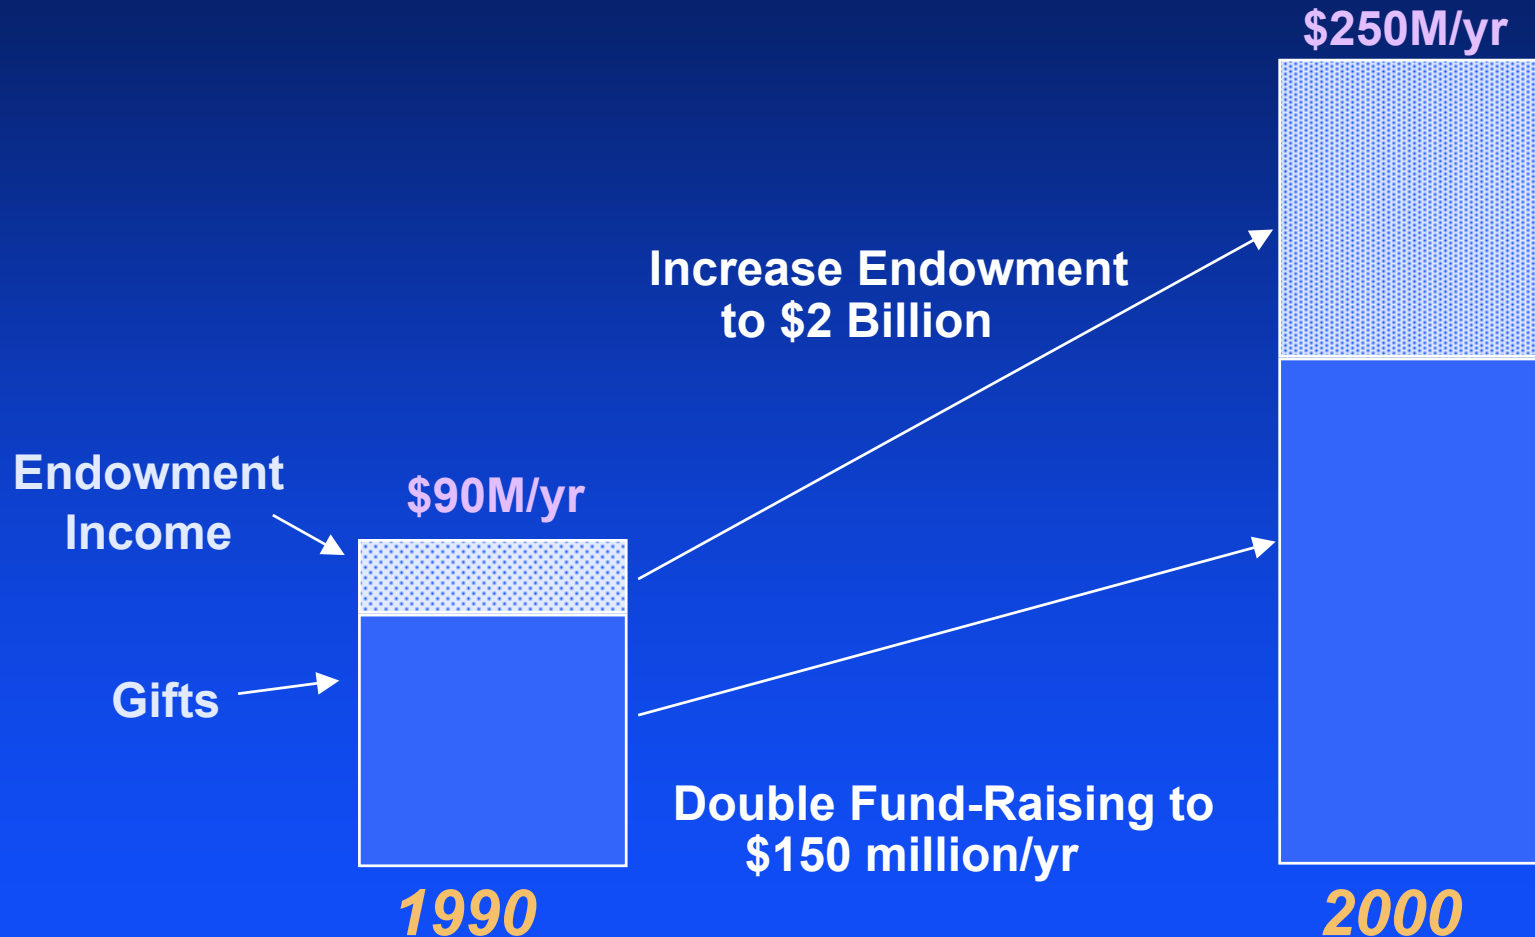 $250M/yr
Increase Endowment
to $2 Billion
Endowment
Income
$90M/yr
Gifts
Double Fund-Raising to
$150 million/yr
1990
2000